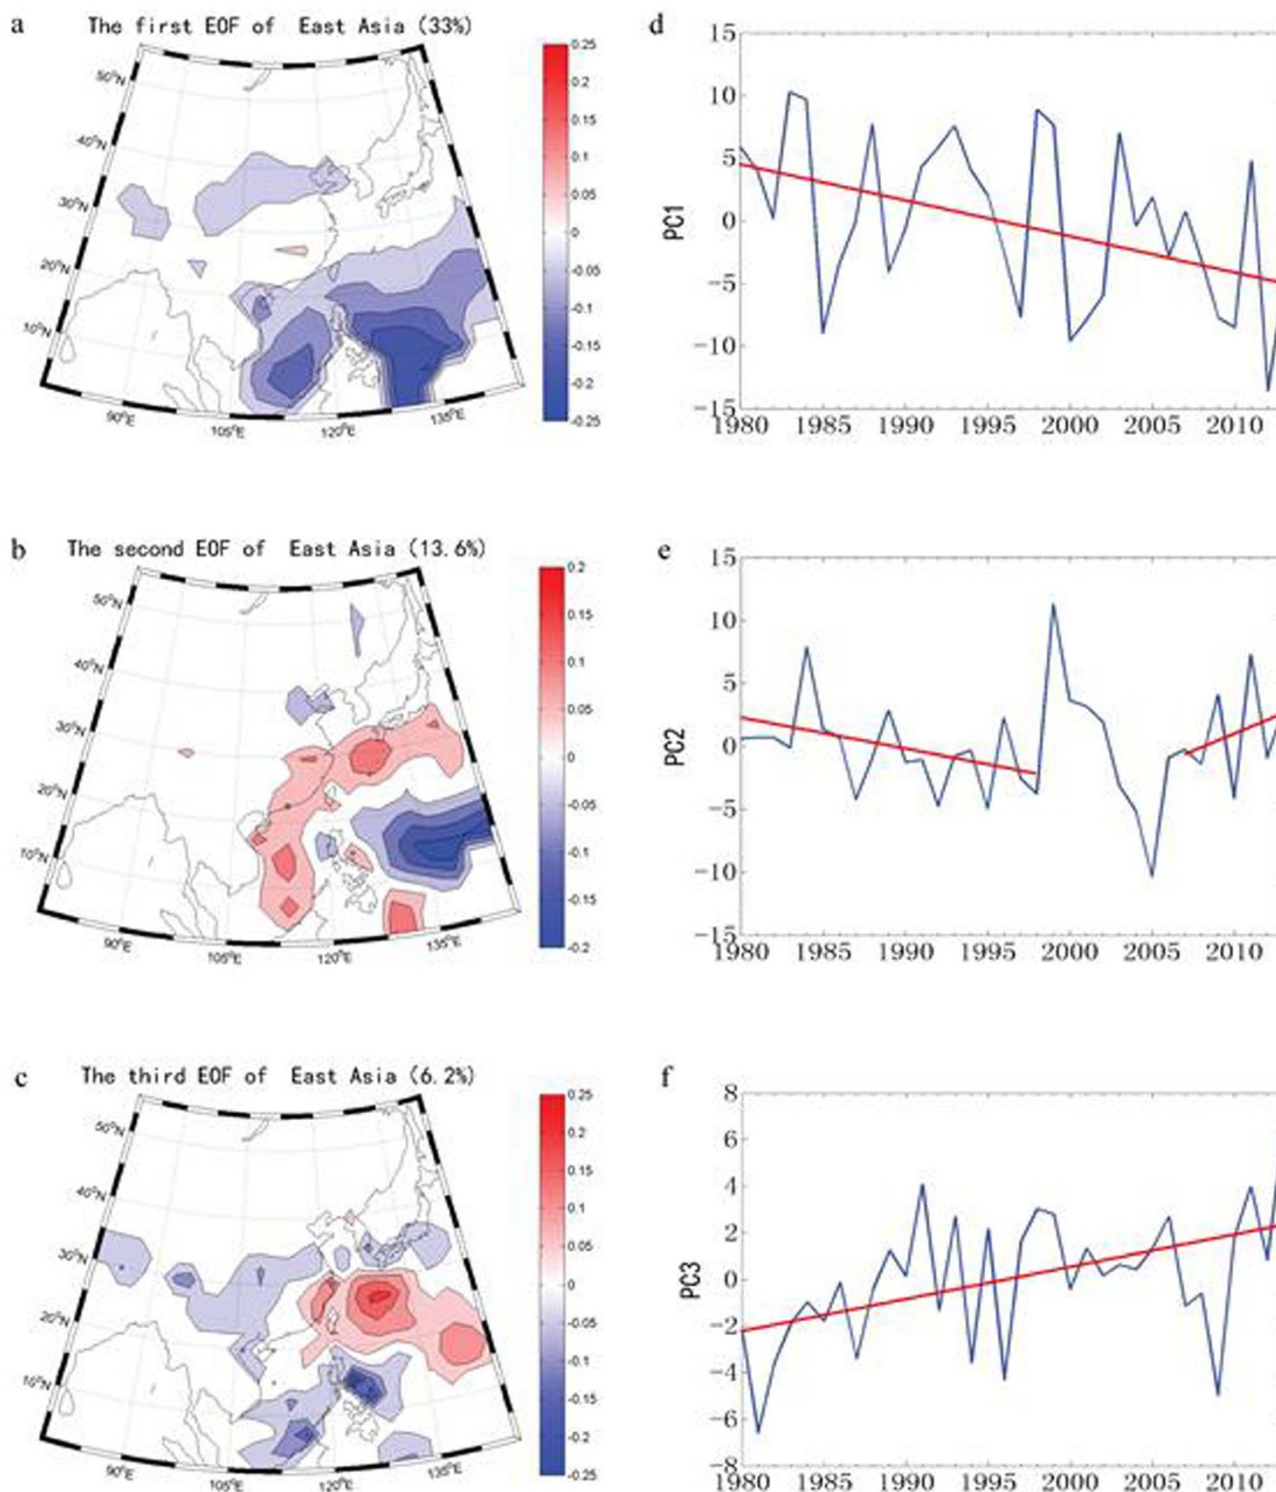 a
The first EOF of East Asia (33%)
50°N
40°N
30°N
20°N
10°N
90°E
105°E
120°E
135°E
0.25
0.2
0.15
0.1
0.05
0
-0.05
-0.1
-0.15
-0.2
-0.25
d
PC1
15
10
5
0
−5
−10
−15
1980 1985 1990 1995 2000 2005 2010
b
The second EOF of East Asia (13.6%)
50°N
40°N
30°N
20°N
10°N
90°E
105°E
120°E
135°E
0.2
0.15
0.1
0.05
0
-0.05
-0.1
-0.15
-0.2
e
PC2
15
10
5
0
−5
−10
−15
1980 1985 1990 1995 2000 2005 2010
c
The third EOF of East Asia (6.2%)
50°N
40°N
30°N
20°N
10°N
90°E
105°E
120°E
135°E
0.25
0.2
0.15
0.1
0.05
0
-0.05
-0.1
-0.15
-0.2
-0.25
f
PC3
8
6
4
2
0
−2
−4
−6
−8
1980 1985 1990 1995 2000 2005 2010